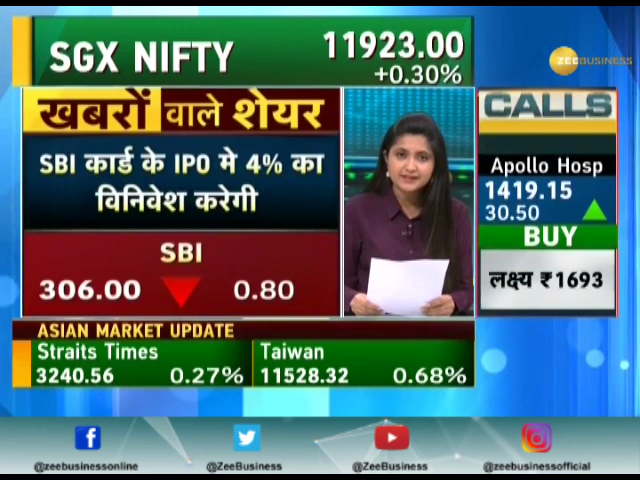 SGX NIFTY
11923.00
+0.30%
ZEEBUSINESS
खबरों वाले शेयर
SBI कार्ड के IPO मे 4% का
विनिवेश करेगी
SBI
306.00 0.80
CALLS
Apollo Hosp
1419.15
30.50
BUY
लक्ष्य ₹1693
ASIAN MARKET UPDATE
Straits Times
3240.56 0.27%
Taiwan
11528.32 0.68%
@zeebusinessonline
@ZeeBusiness
@ZeeBusiness
@zeebusinessofficial